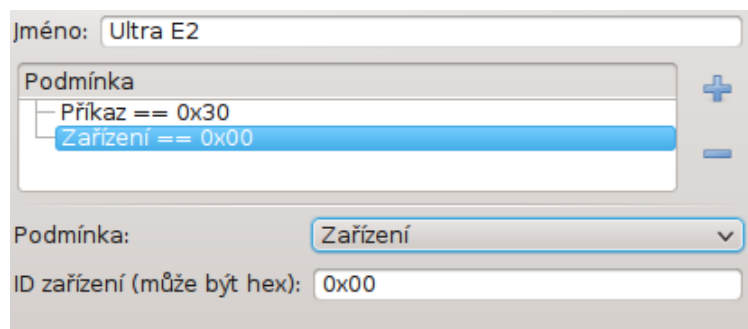 Jméno: Ultra E2
Podmínka
Příkaz == 0x30
Zařízení == 0x00
Podmínka: Zařízení
ID zařízení (může být hex): 0x00